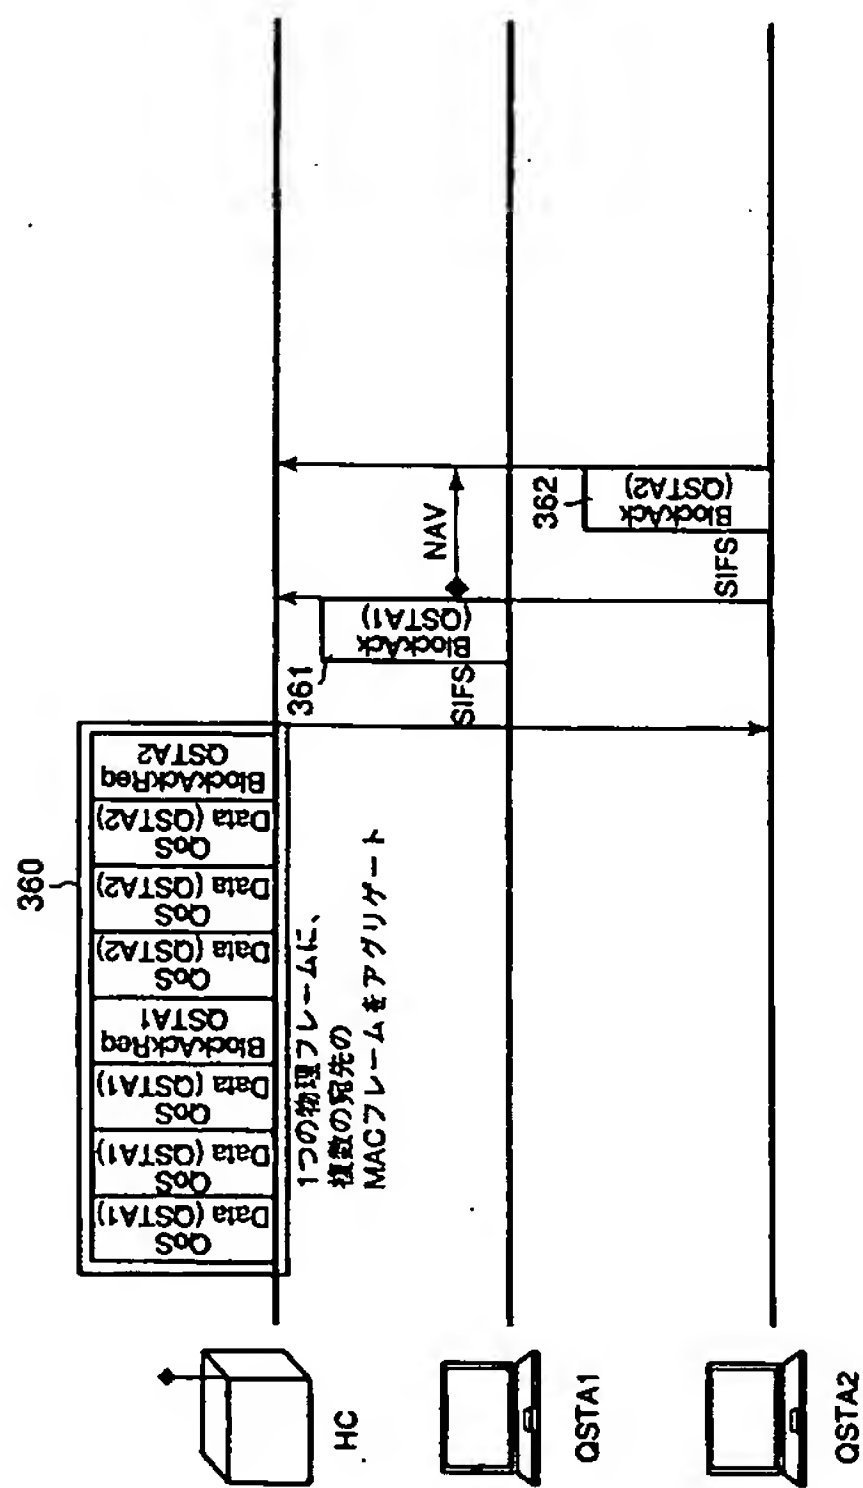 360
QoS
Data (QSTA1)
QoS
Data (QSTA1)
QoS
Data (QSTA1)
BlockAckReq
QSTA1
QoS
Data (QSTA2)
QoS
Data (QSTA2)
QoS
Data (QSTA2)
BlockAckReq
QSTA2
HC
1つの物理フレームに、
複数の宛先の
MACフレームをアグリゲート
361
SIFS
BlockAck
(QSTA1)
NAV
QSTA1
362
SIFS
BlockAck
(QSTA2)
QSTA2